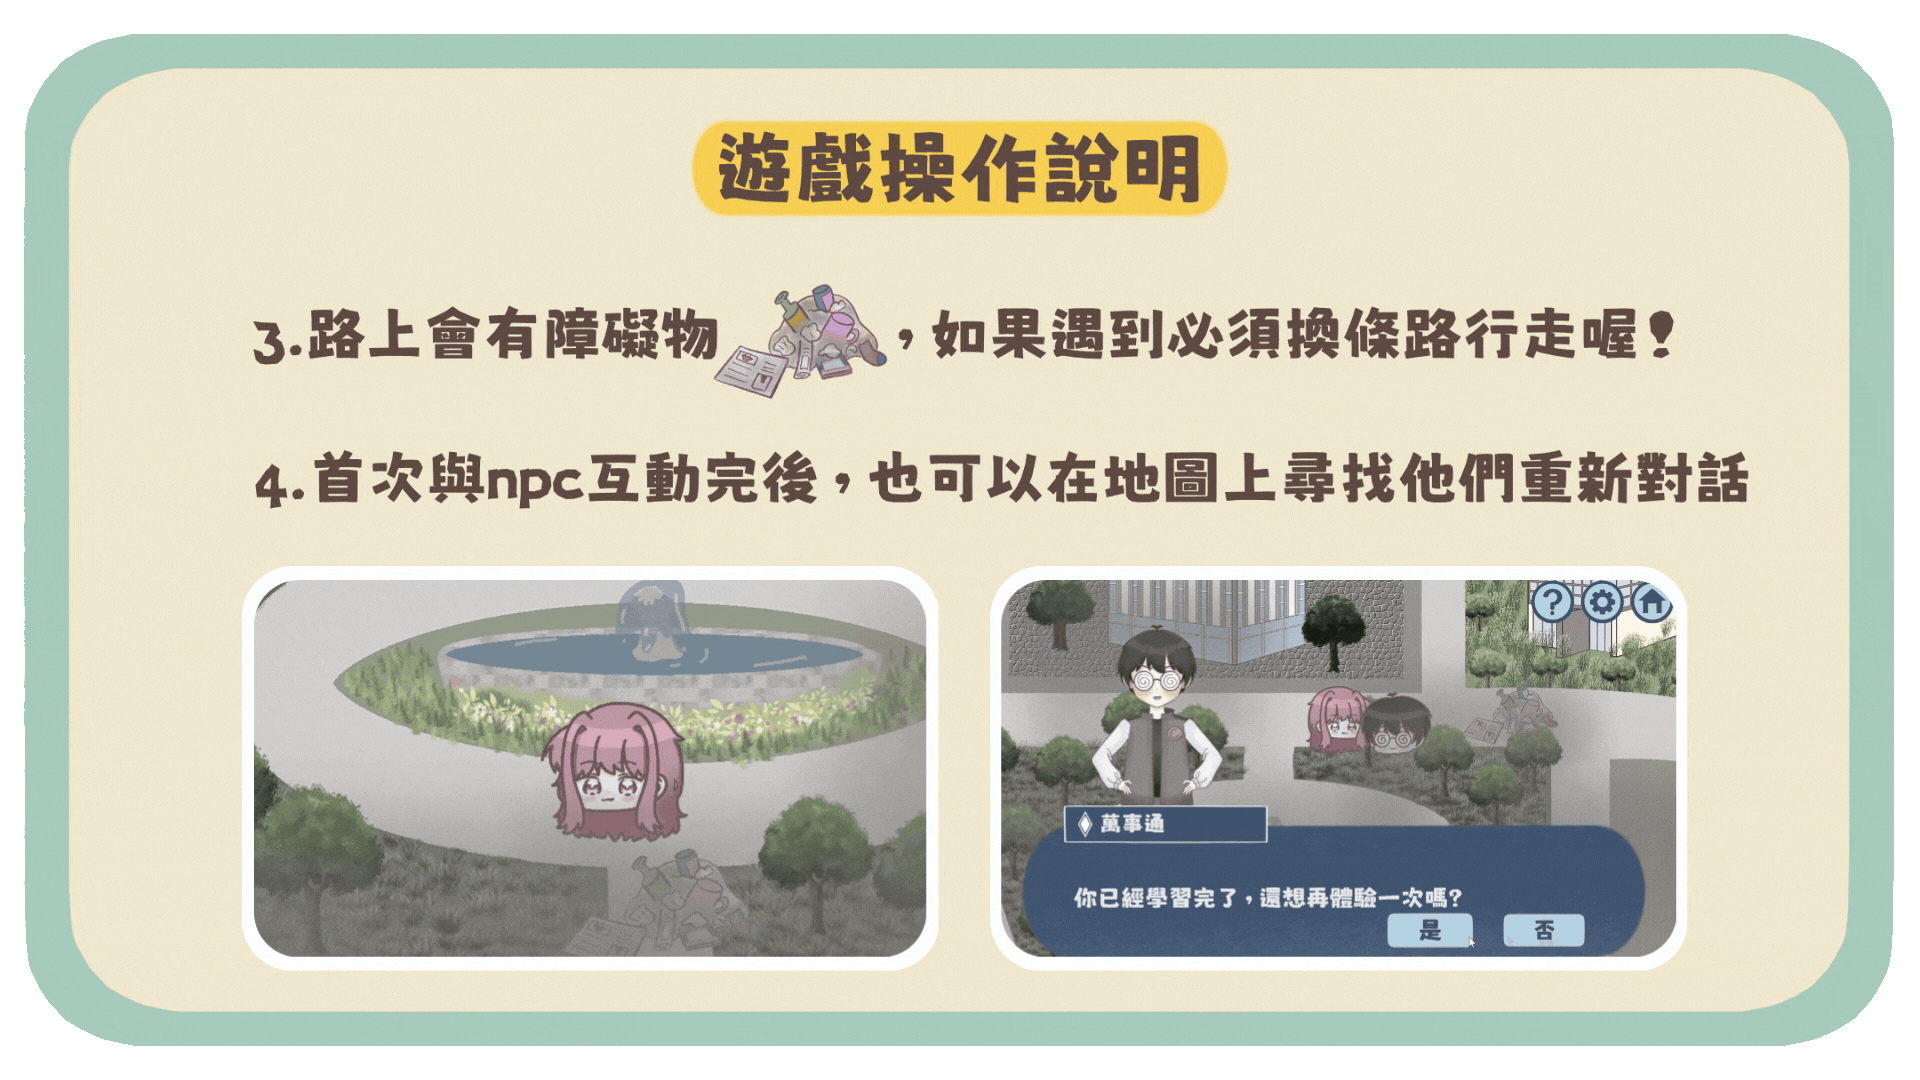 遊戲操作說明
3.路上會有障礙物，如果遇到必須換條路行走喔！
4.首次與npc互動完後，也可以在地圖上尋找他們重新對話
?
萬事通
你已經學習完了，還想再體驗一次嗎？
是 否